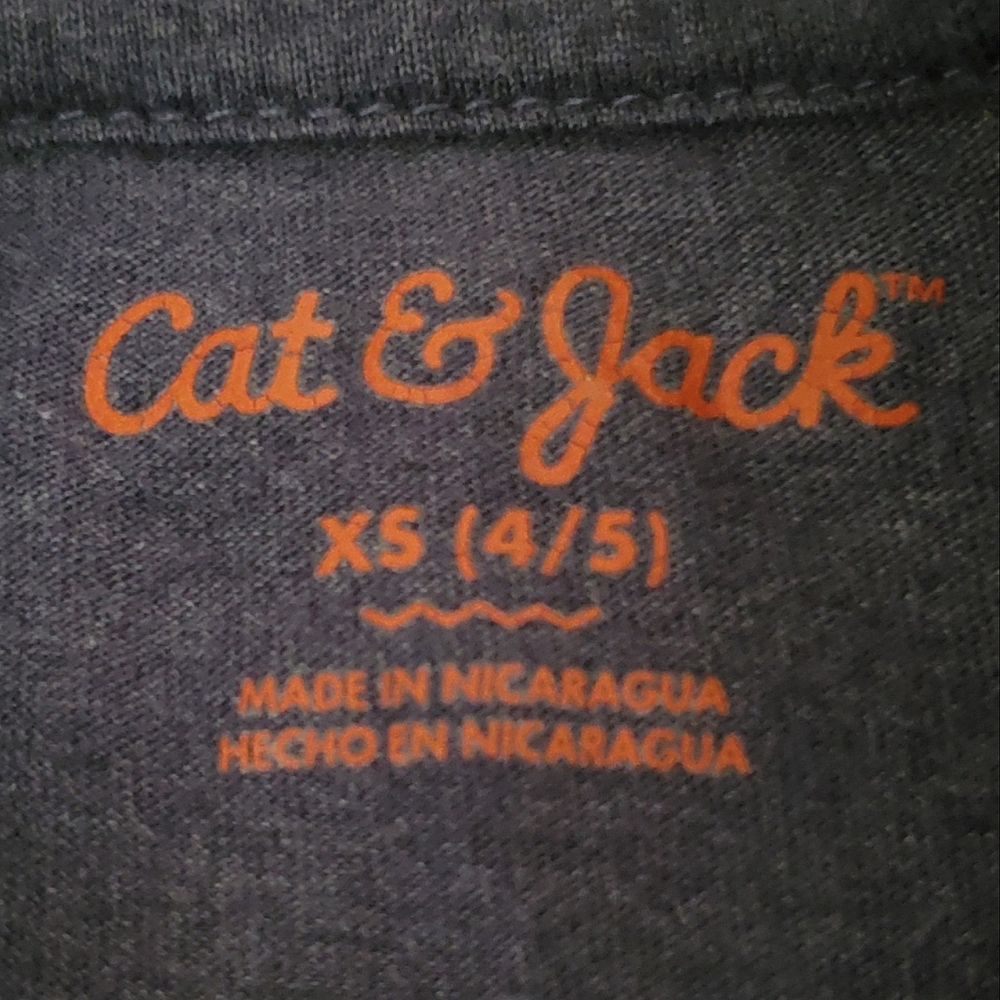 Cat & Jack™
XS (4/5)
MADE IN NICARAGUA
HECHO EN NICARAGUA